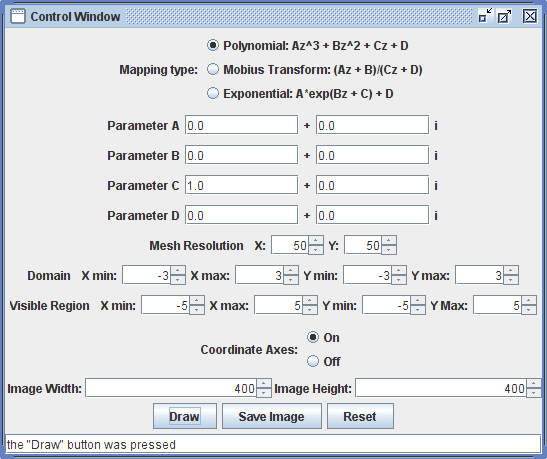 Control Window
Polynomial: Az^3 + Bz^2 + Cz + D
Mapping type: Mobius Transform: (Az + B)/(Cz + D)
Exponential: A*exp(Bz + C) + D
Parameter A 0.0 + 0.0 i
Parameter B 0.0 + 0.0 i
Parameter C 1.0 + 0.0 i
Parameter D 0.0 + 0.0 i
Mesh Resolution X: 50 Y: 50
Domain X min: -3 X max: 3 Y min: -3 Y max: 3
Visible Region X min: -5 X max: 5 Y min: -5 Y Max: 5
On
Coordinate Axes:
Off
Image Width: 400 Image Height: 400
Draw Save Image Reset
the "Draw" button was pressed